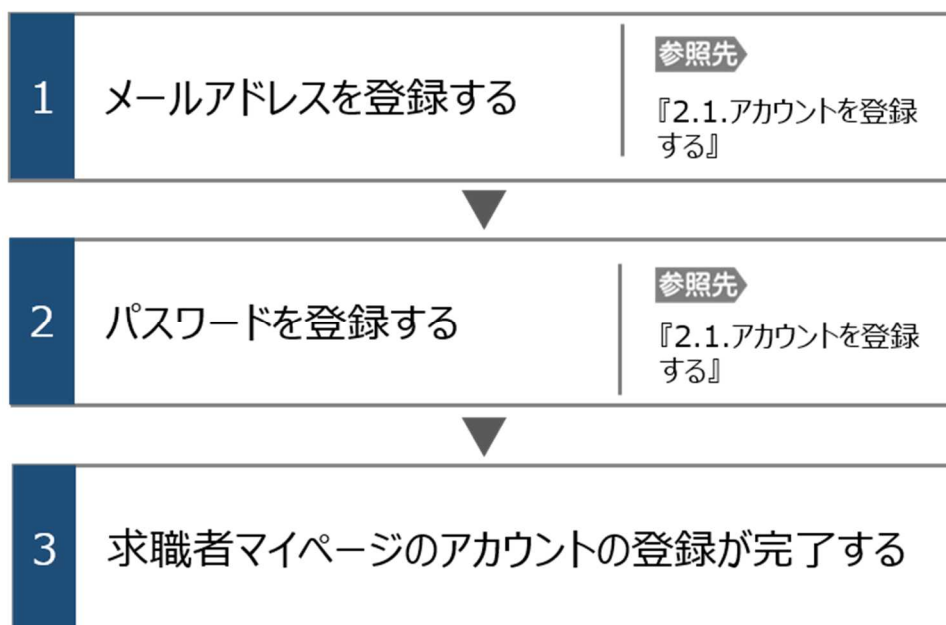 1
メールアドレスを登録する
参照先
『2.1.アカウントを登録
する』
2
パスワードを登録する
参照先
『2.1.アカウントを登録
する』
3
求職者マイページのアカウントの登録が完了する